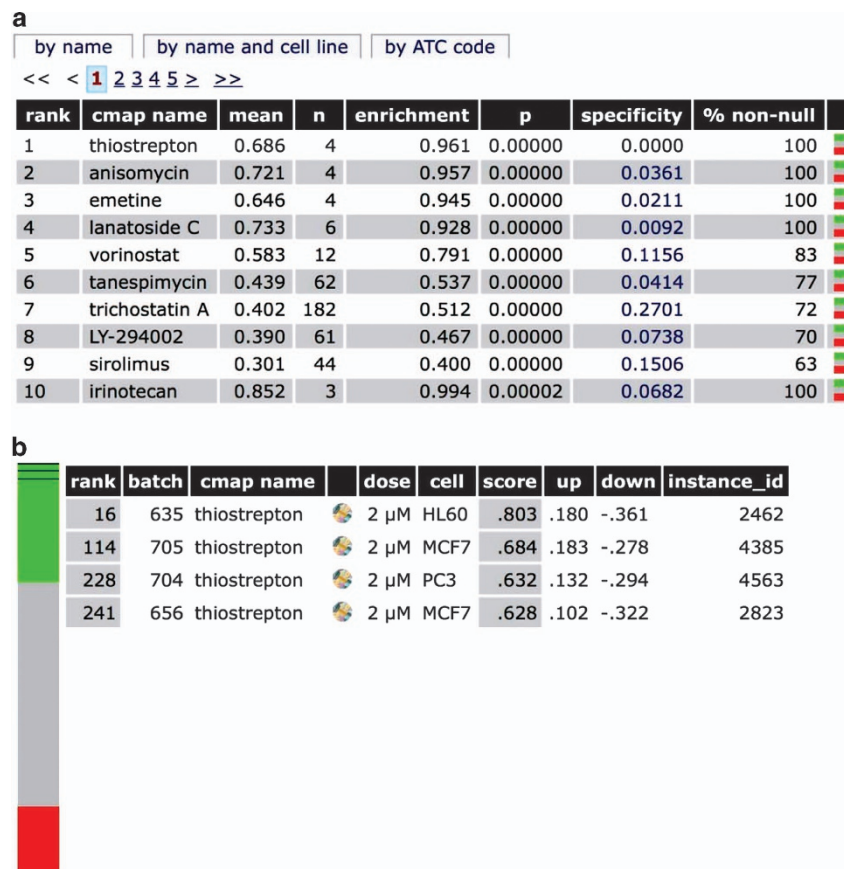 a
by name by name and cell line by ATC code
<< < 1 2 3 4 5 > >>
rank cmap name mean n enrichment p specificity % non-null
1 thiostrepton 0.686 4 0.961 0.00000 0.0000 100
2 anisomycin 0.721 4 0.957 0.00000 0.0361 100
3 emetine 0.646 4 0.945 0.00000 0.0211 100
4 lanatoside C 0.733 6 0.928 0.00000 0.0092 100
5 vorinostat 0.583 12 0.791 0.00000 0.1156 83
6 tanespimycin 0.439 62 0.537 0.00000 0.0414 77
7 trichostatin A 0.402 182 0.512 0.00000 0.2701 72
8 LY-294002 0.390 61 0.467 0.00000 0.0738 70
9 sirolimus 0.301 44 0.400 0.00000 0.1506 63
10 irinotecan 0.852 3 0.994 0.00002 0.0682 100
b
rank batch cmap name dose cell score up down instance_id
16 635 thiostrepton 2 µM HL60 .803 .180 -.361 2462
114 705 thiostrepton 2 µM MCF7 .684 .183 -.278 4385
228 704 thiostrepton 2 µM PC3 .632 .132 -.294 4563
241 656 thiostrepton 2 µM MCF7 .628 .102 -.322 2823